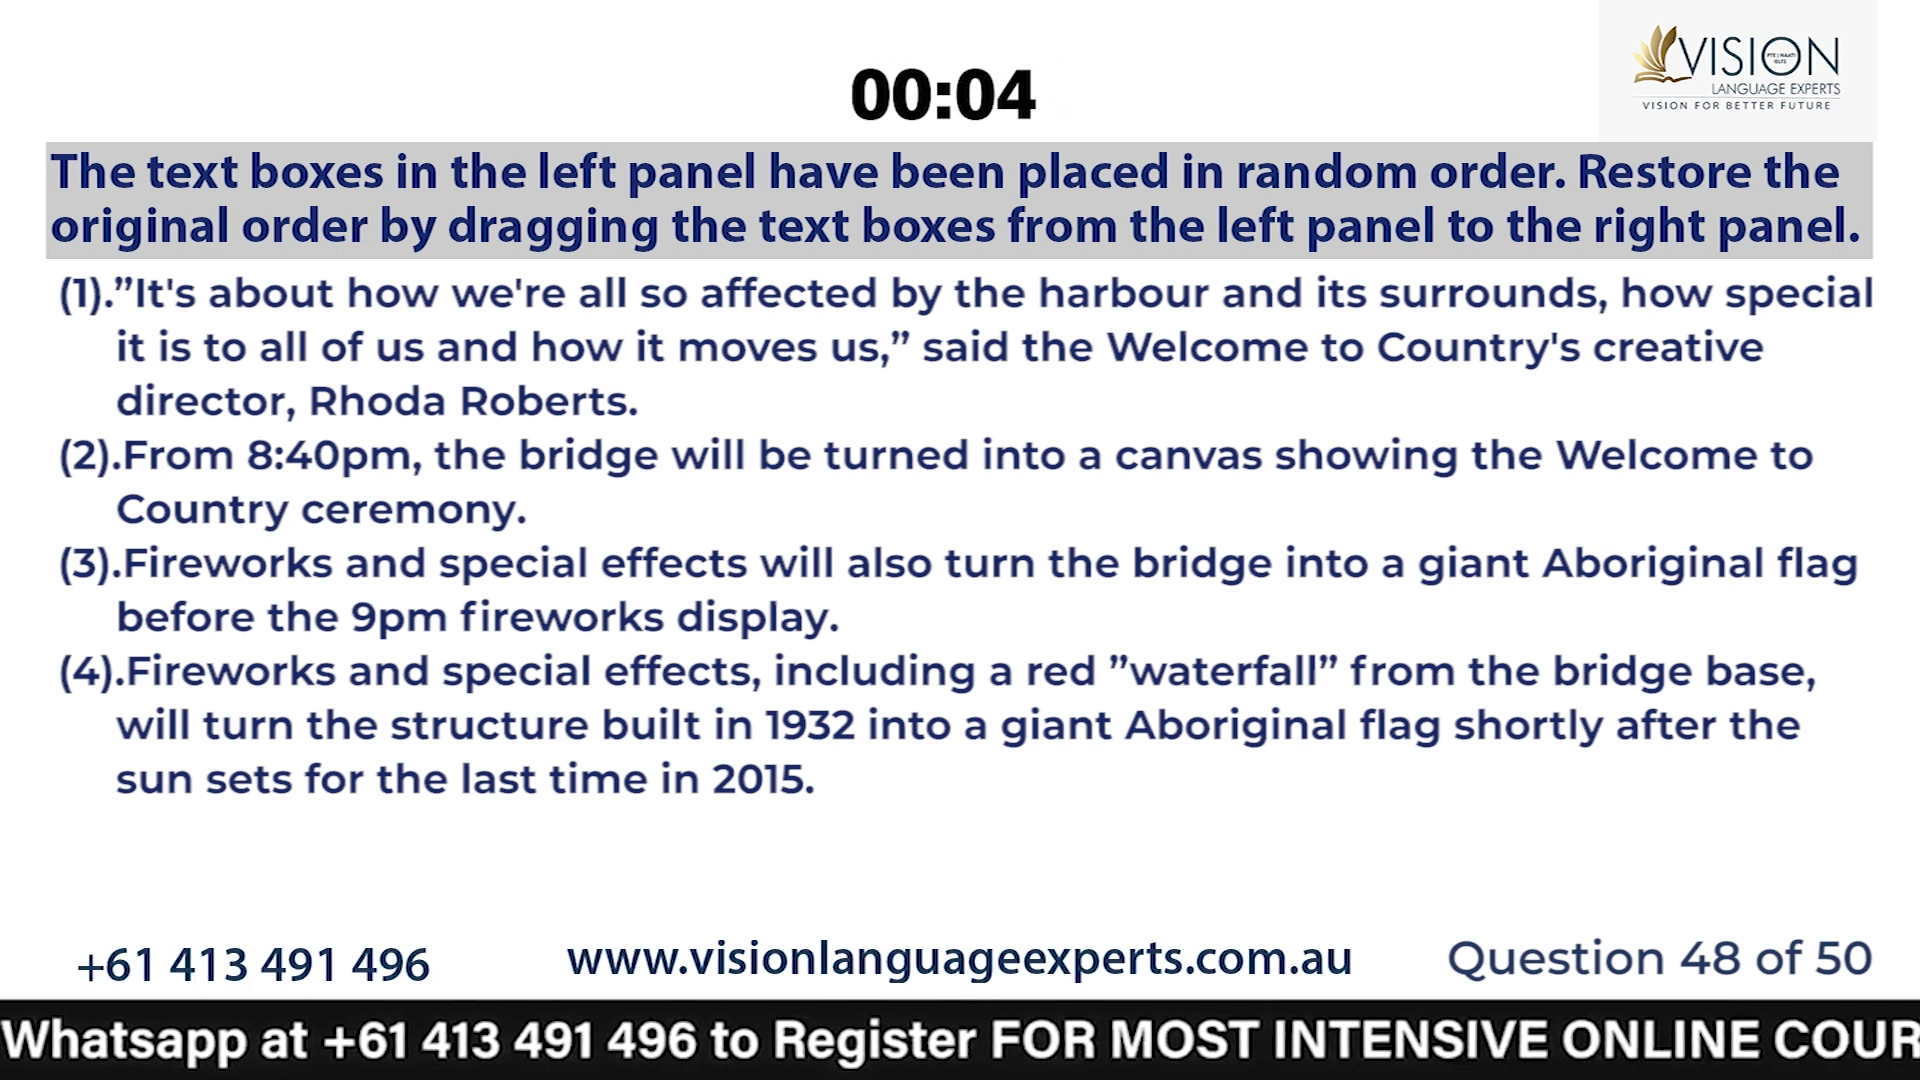 VISION
LANGUAGE EXPERTS
VISION FOR BETTER FUTURE
00:04
The text boxes in the left panel have been placed in random order. Restore the
original order by dragging the text boxes from the left panel to the right panel.
(1).”It's about how we're all so affected by the harbour and its surrounds, how special
it is to all of us and how it moves us,” said the Welcome to Country's creative
director, Rhoda Roberts.
(2).From 8:40pm, the bridge will be turned into a canvas showing the Welcome to
Country ceremony.
(3).Fireworks and special effects will also turn the bridge into a giant Aboriginal flag
before the 9pm fireworks display.
(4).Fireworks and special effects, including a red ”waterfall” from the bridge base,
will turn the structure built in 1932 into a giant Aboriginal flag shortly after the
sun sets for the last time in 2015.
+61 413 491 496 www.visionlanguageexperts.com.au Question 48 of 50
Whatsapp at +61 413 491 496 to Register FOR MOST INTENSIVE ONLINE COUR